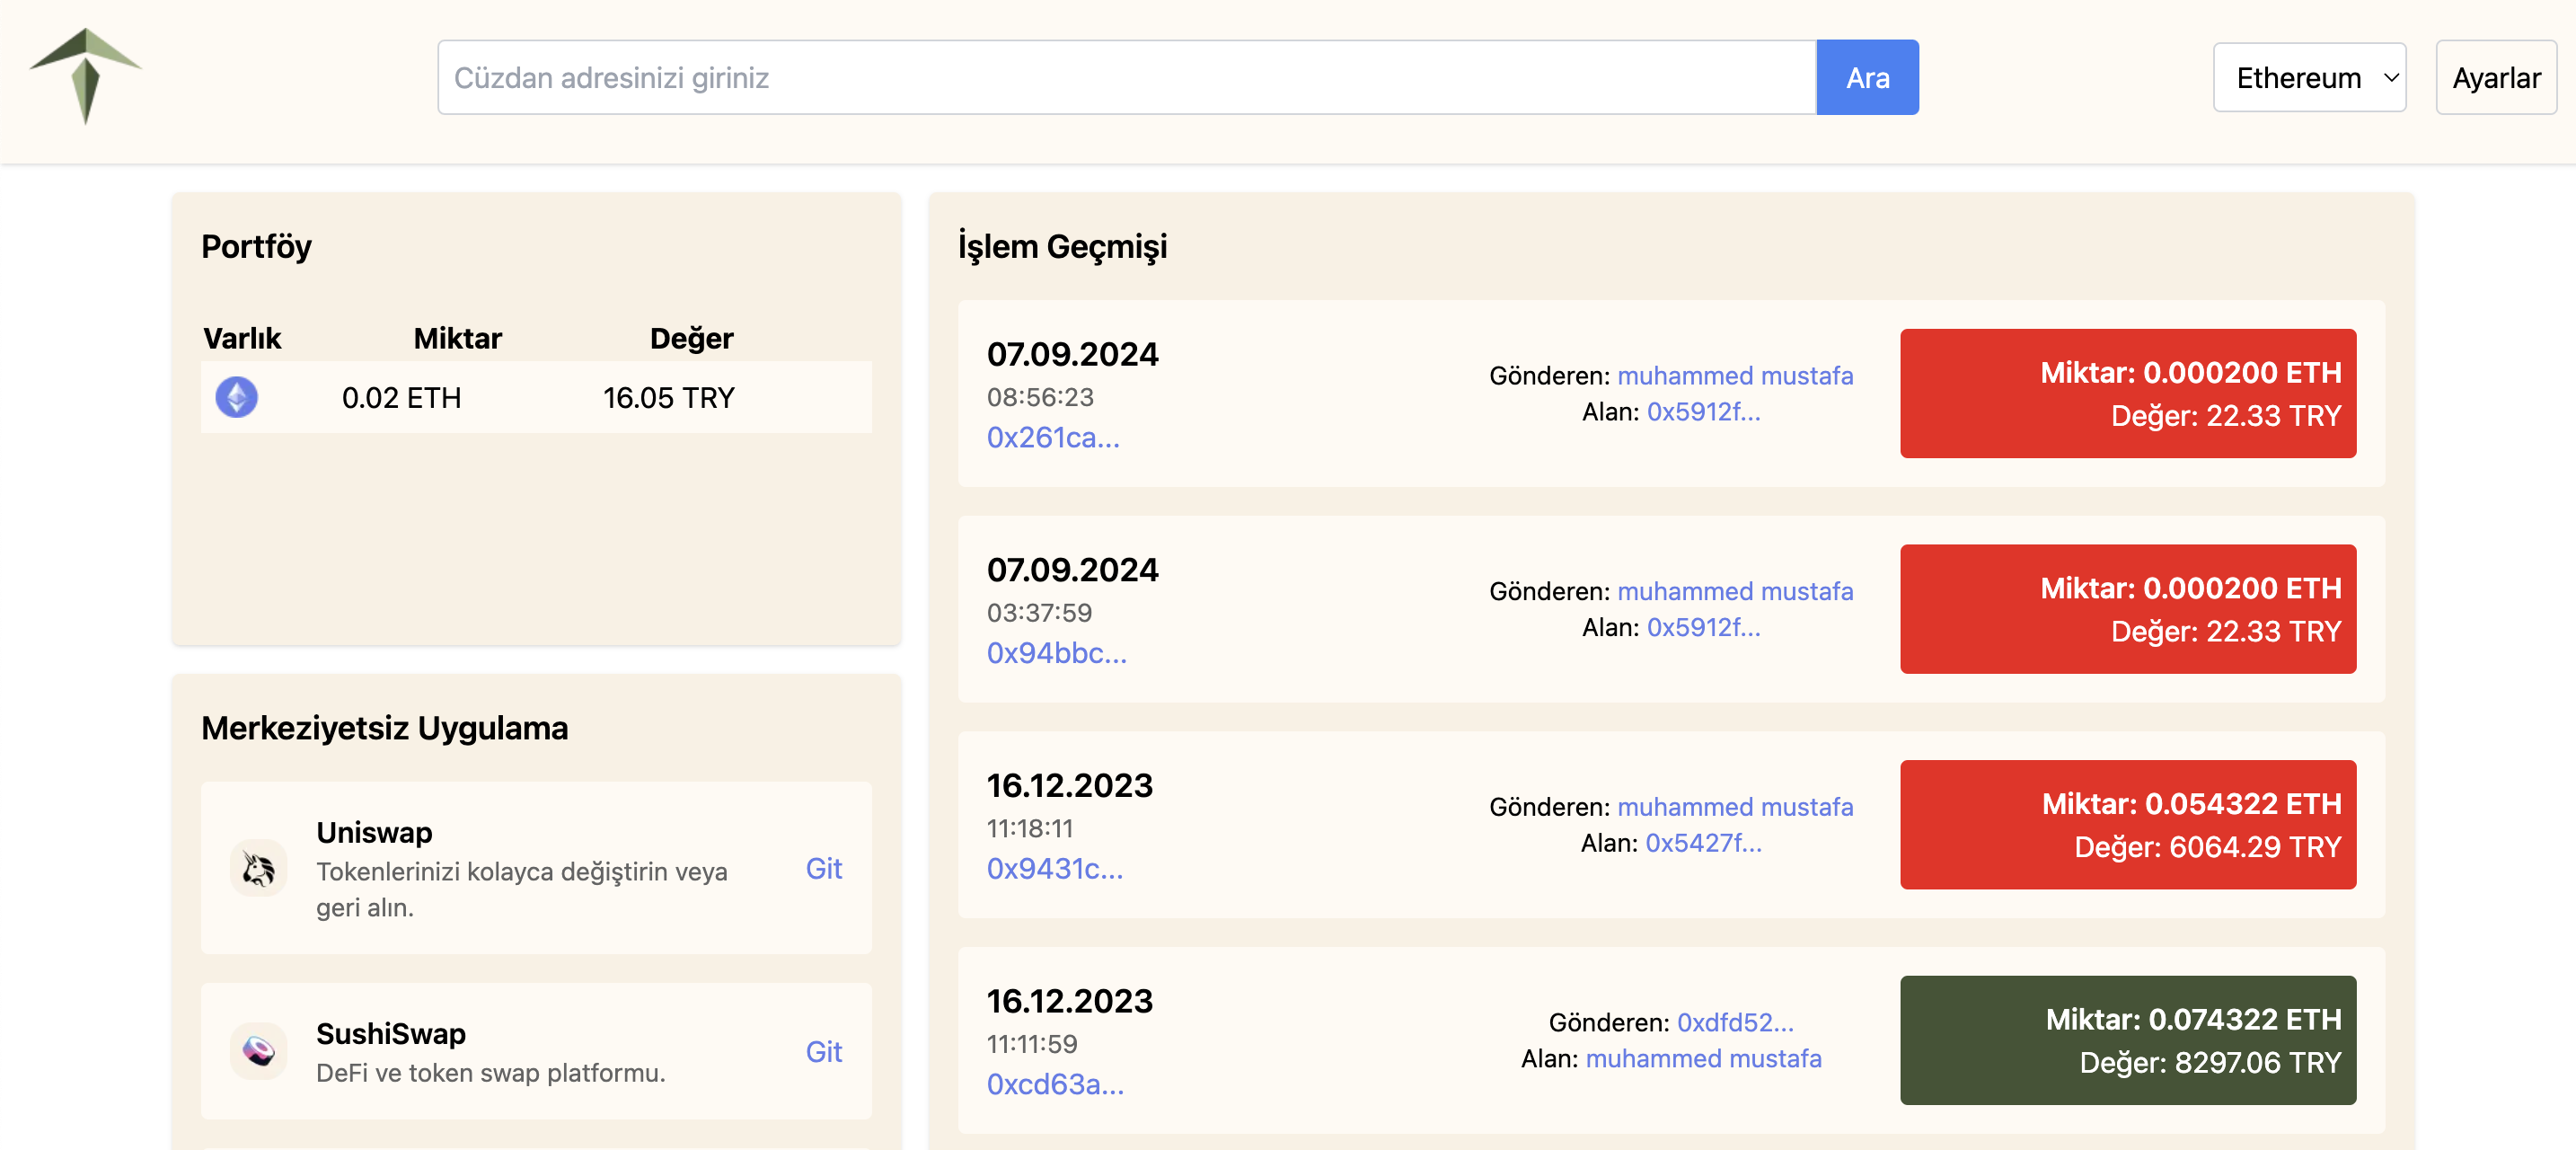 Cüzdan adresinizi giriniz
Ara
Ethereum
Ayarlar
Portföy
Varlık Miktar Değer
0.02 ETH 16.05 TRY
Merkeziyetsiz Uygulama
Uniswap
Tokenlerinizi kolayca değiştirin veya
geri alın.
Git
SushiSwap
DeFi ve token swap platformu.
Git
İşlem Geçmişi
07.09.2024
08:56:23
0x261ca...
Gönderen: muhammed mustafa
Alan: 0x5912f...
Miktar: 0.000200 ETH
Değer: 22.33 TRY
07.09.2024
03:37:59
0x94bbc...
Gönderen: muhammed mustafa
Alan: 0x5912f...
Miktar: 0.000200 ETH
Değer: 22.33 TRY
16.12.2023
11:18:11
0x9431c...
Gönderen: muhammed mustafa
Alan: 0x5427f...
Miktar: 0.054322 ETH
Değer: 6064.29 TRY
16.12.2023
11:11:59
0xcd63a...
Gönderen: 0xdfd52...
Alan: muhammed mustafa
Miktar: 0.074322 ETH
Değer: 8297.06 TRY